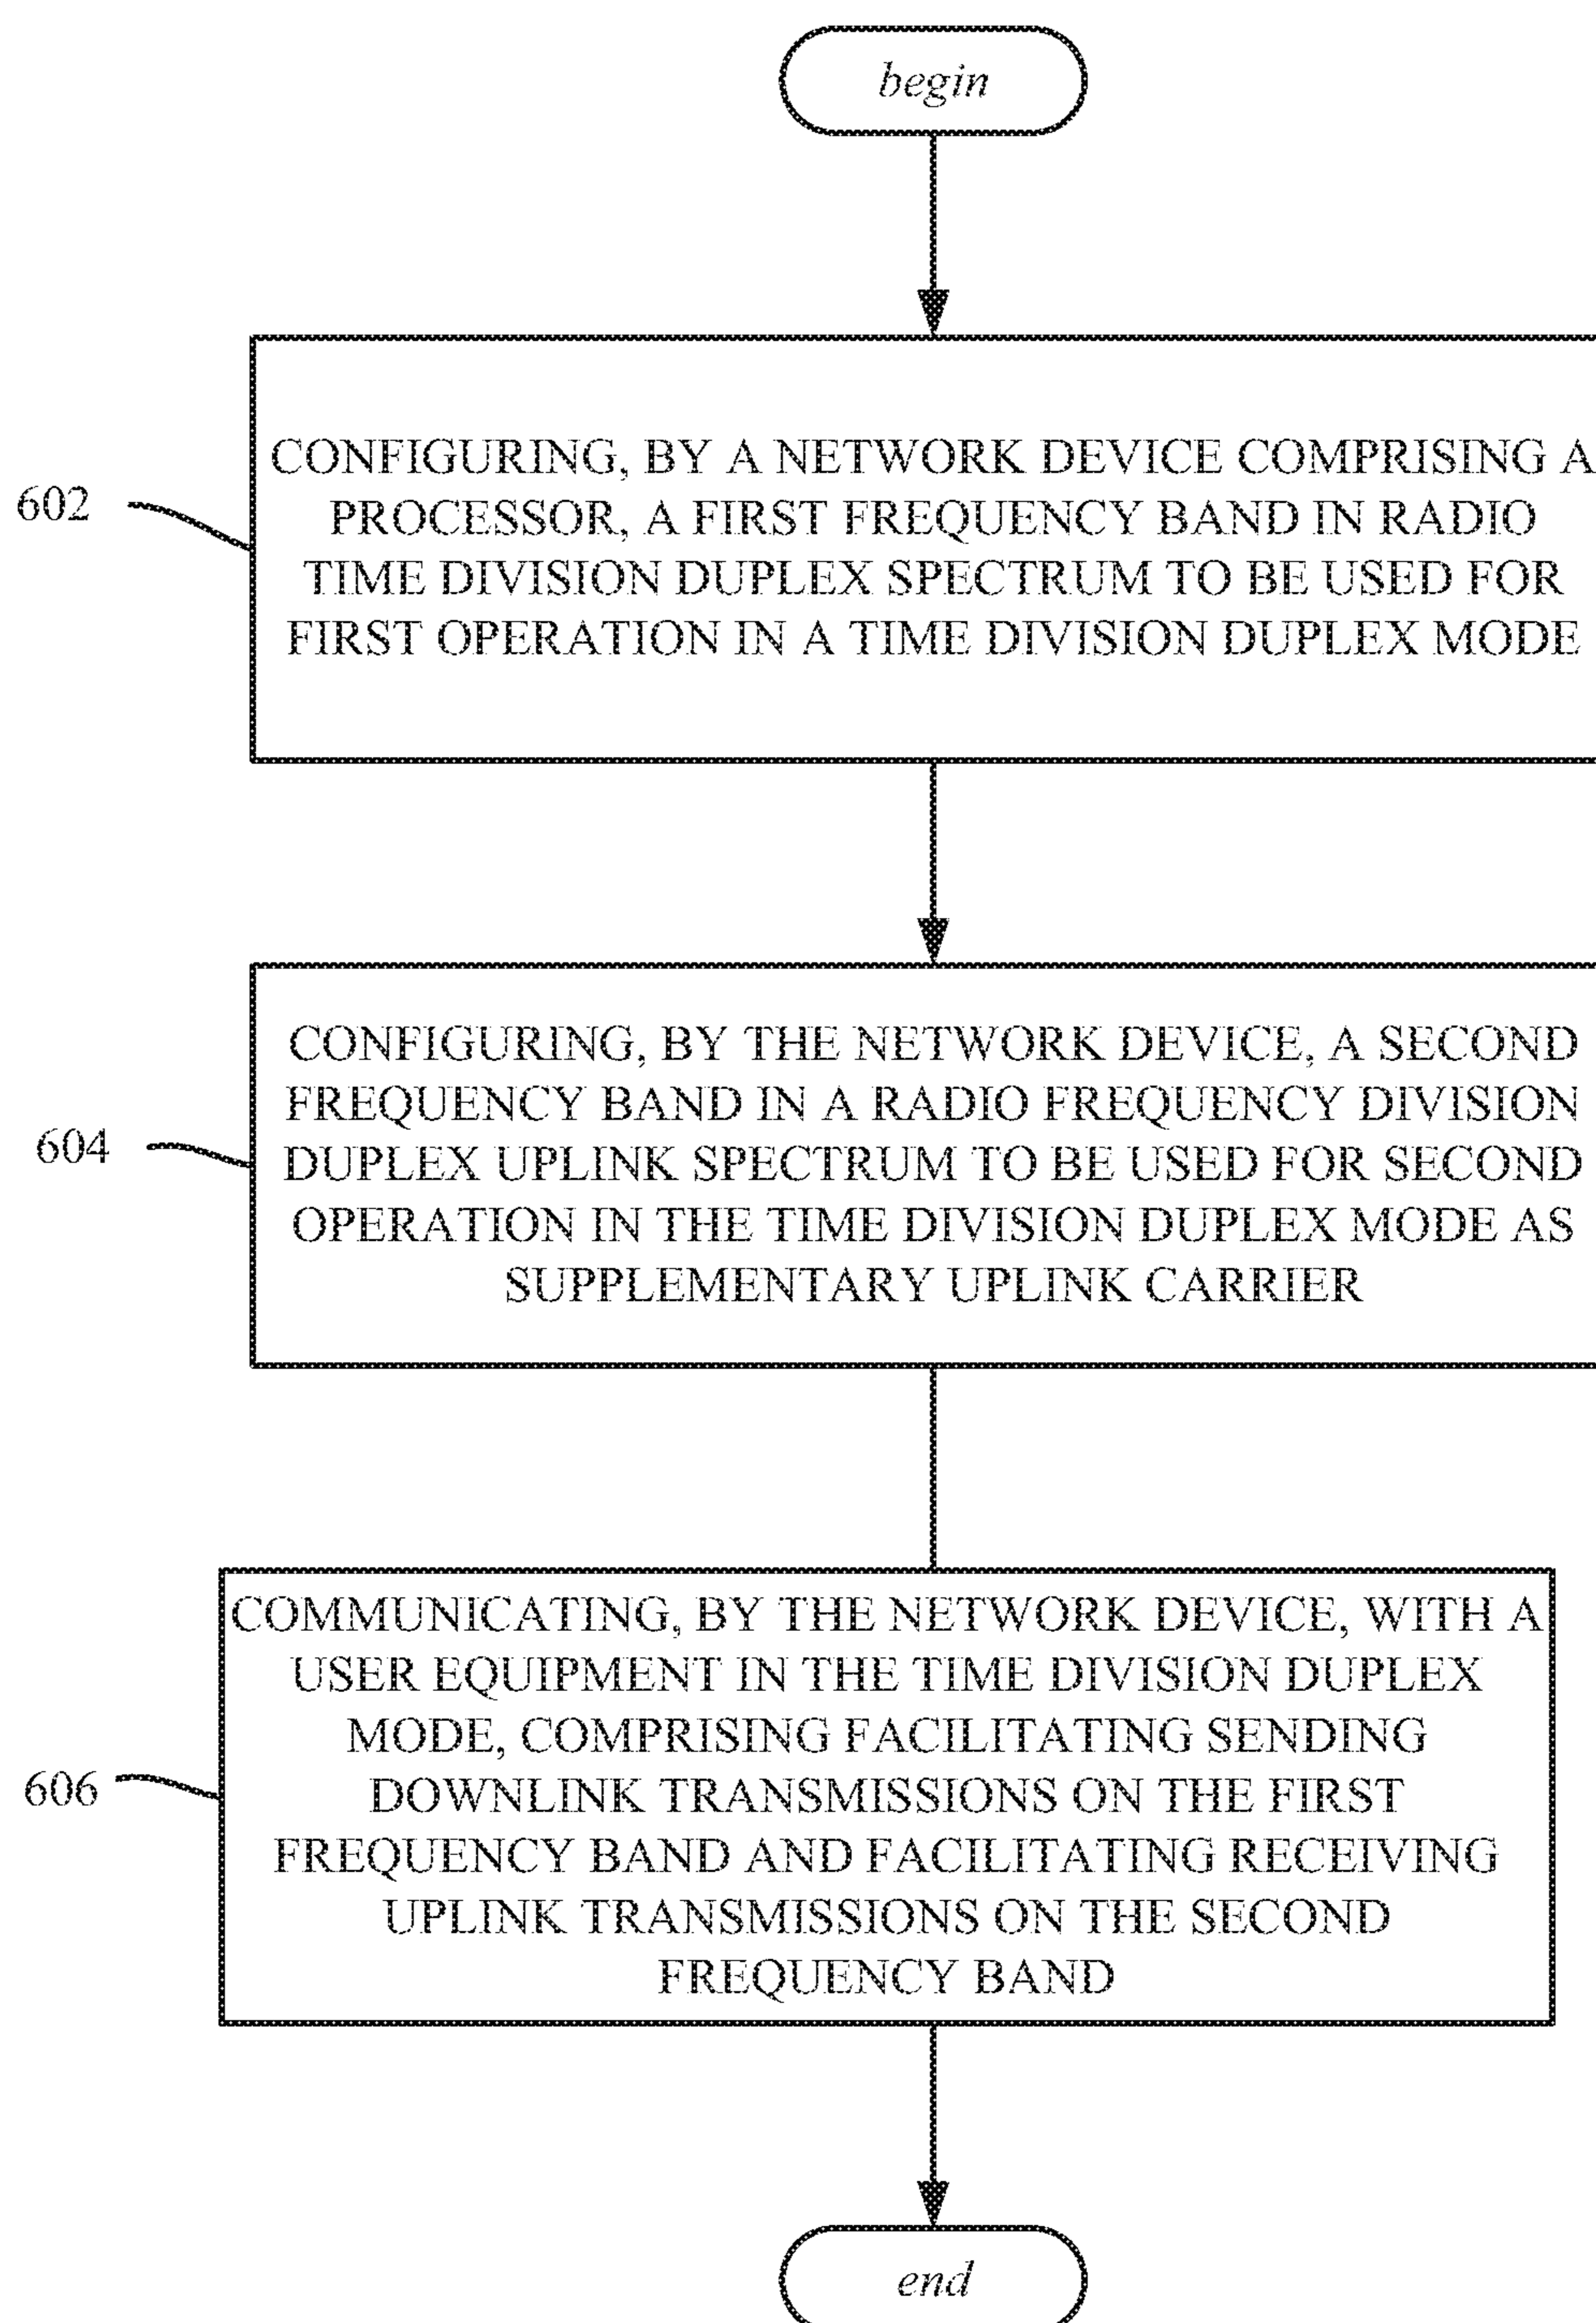 begin
CONFIGURING, BY A NETWORK DEVICE COMPRISING A
PROCESSOR, A FIRST FREQUENCY BAND IN RADIO
TIME DIVISION DUPLEX SPECTRUM TO BE USED FOR
FIRST OPERATION IN A TIME DIVISION DUPLEX MODE
602
CONFIGURING, BY THE NETWORK DEVICE, A SECOND
FREQUENCY BAND IN A RADIO FREQUENCY DIVISION
DUPLEX UPLINK SPECTRUM TO BE USED FOR SECOND
OPERATION IN THE TIME DIVISION DUPLEX MODE AS
SUPPLEMENTARY UPLINK CARRIER
604
COMMUNICATING, BY THE NETWORK DEVICE, WITH A
USER EQUIPMENT IN THE TIME DIVISION DUPLEX
MODE, COMPRISING FACILITATING SENDING
DOWNLINK TRANSMISSIONS ON THE FIRST
FREQUENCY BAND AND FACILITATING RECEIVING
UPLINK TRANSMISSIONS ON THE SECOND
FREQUENCY BAND
606
end